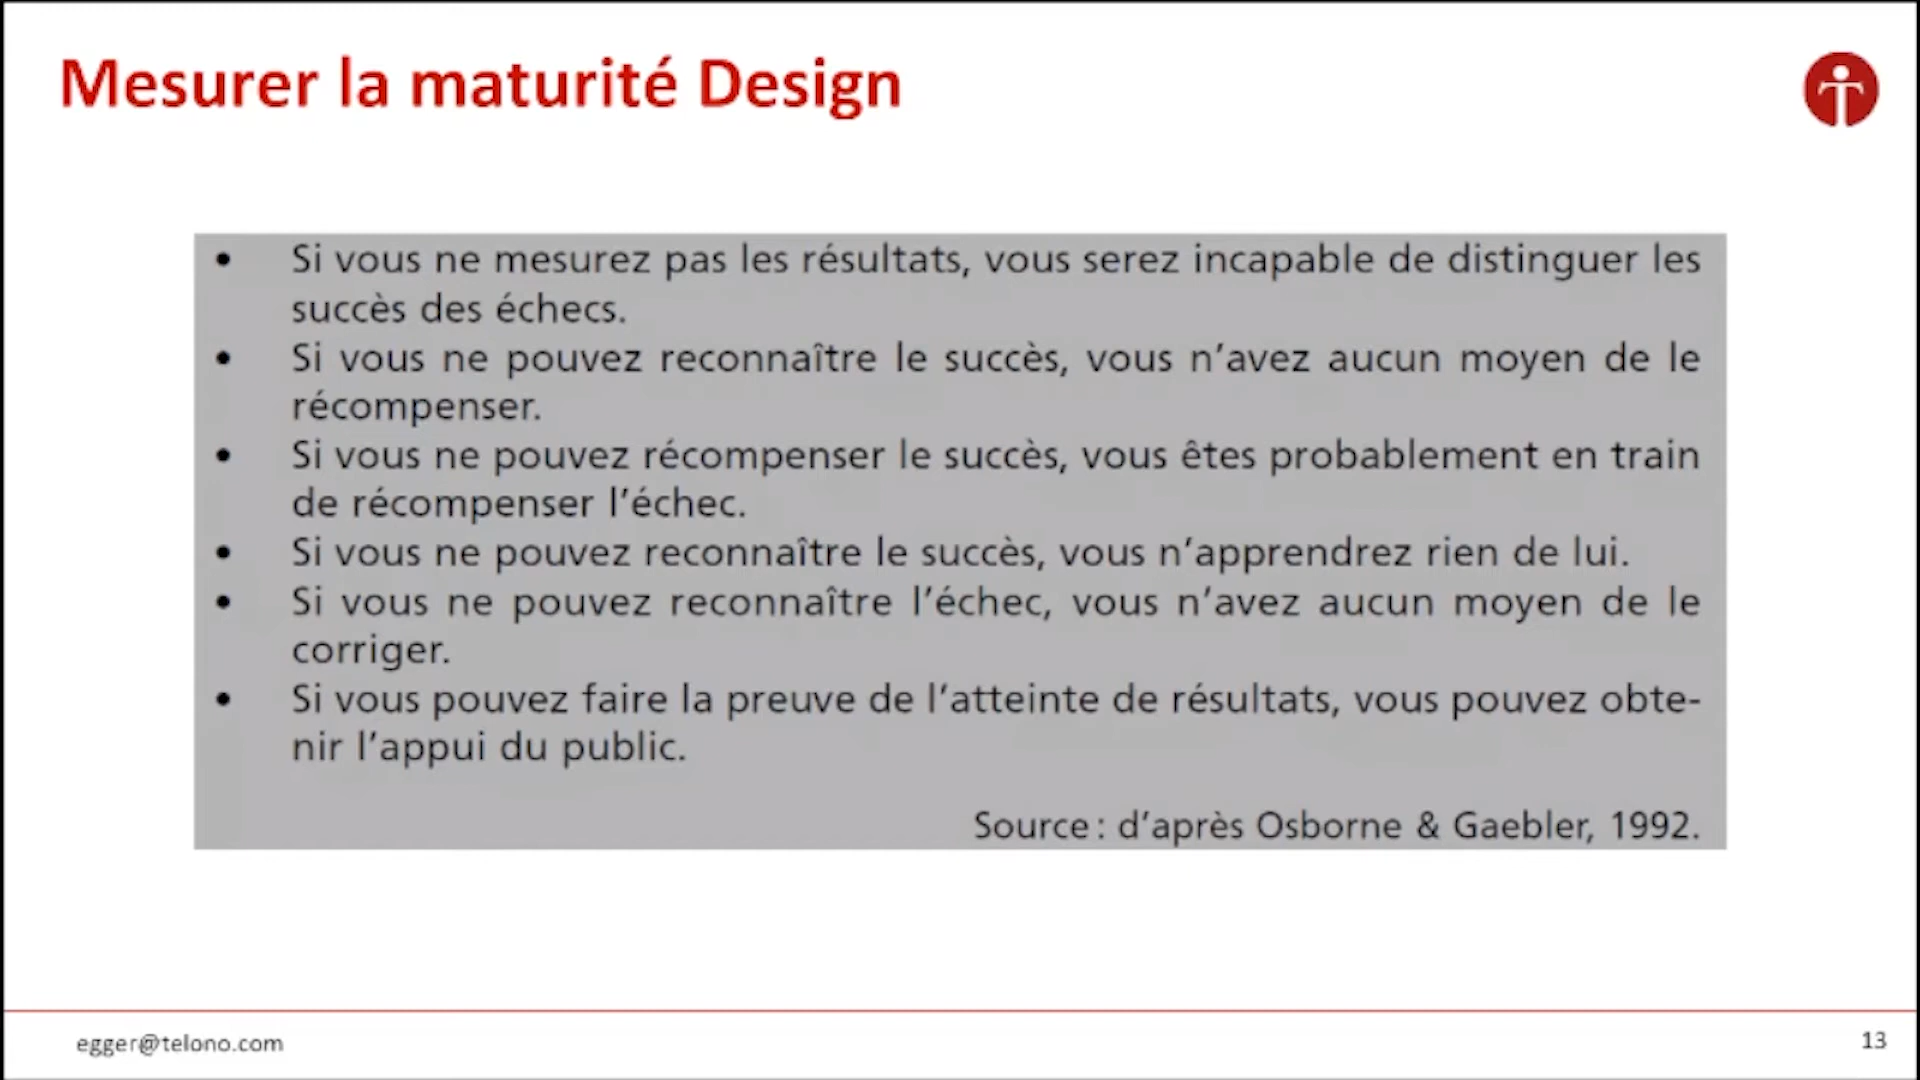 Mesurer la maturité Design
• Si vous ne mesurez pas les résultats, vous serez incapable de distinguer les
succès des échecs.
• Si vous ne pouvez reconnaître le succès, vous n’avez aucun moyen de le
récompenser.
• Si vous ne pouvez récompenser le succès, vous êtes probablement en train
de récompenser l’échec.
• Si vous ne pouvez reconnaître le succès, vous n’apprendrez rien de lui.
• Si vous ne pouvez reconnaître l’échec, vous n’avez aucun moyen de le
corriger.
• Si vous pouvez faire la preuve de l’atteinte de résultats, vous pouvez obte-
nir l’appui du public.
Source : d’après Osborne & Gaebler, 1992.
egger@telono.com
13